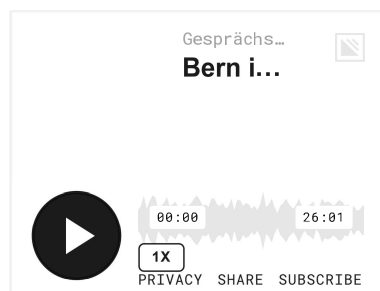 Gesprächs…
Bern i…
00:00
26:01
1X
PRIVACY SHARE SUBSCRIBE